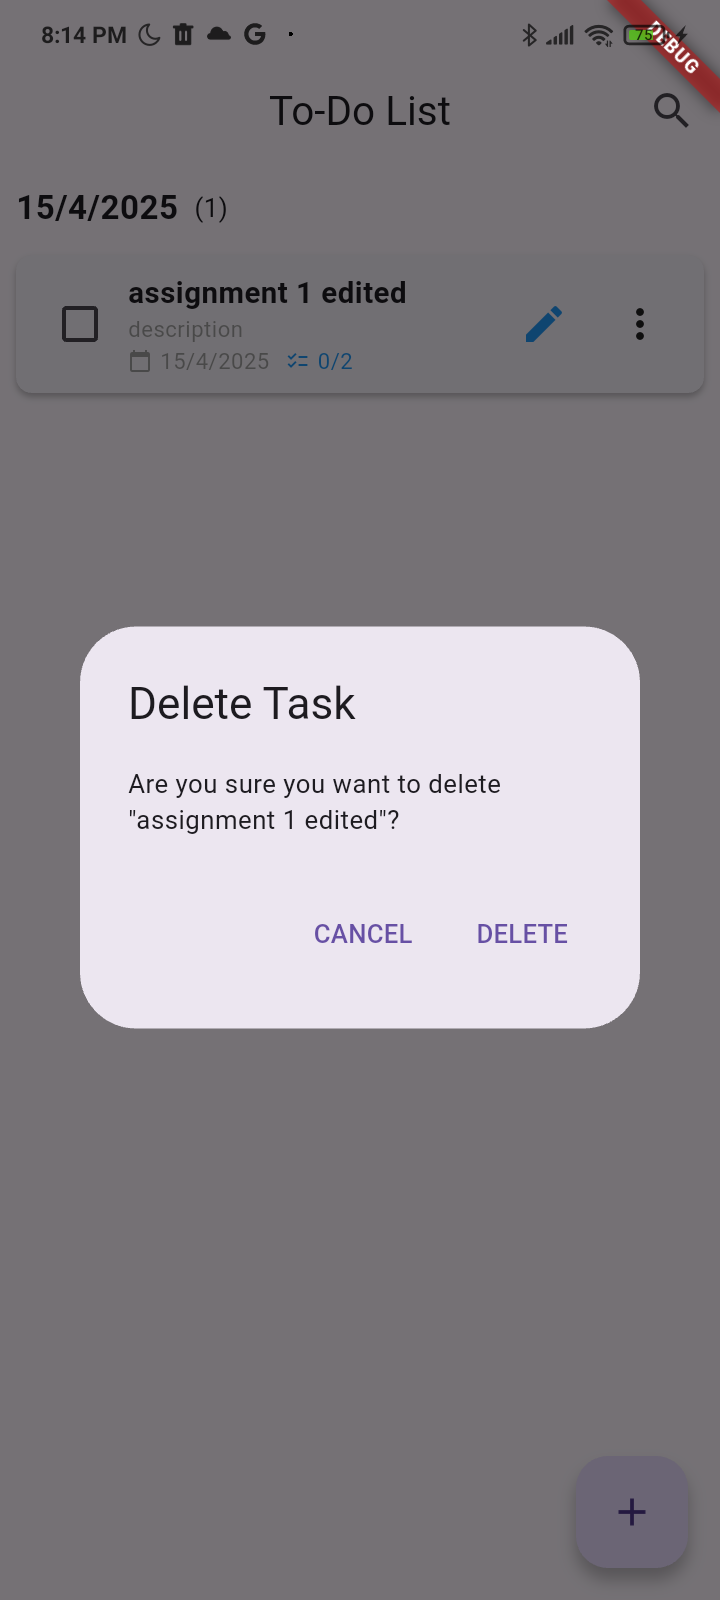 8:14 PM
75
DEBUG
To-Do List
15/4/2025 (1)
assignment 1 edited
description
15/4/2025 0/2
Delete Task
Are you sure you want to delete
"assignment 1 edited"?
CANCEL DELETE